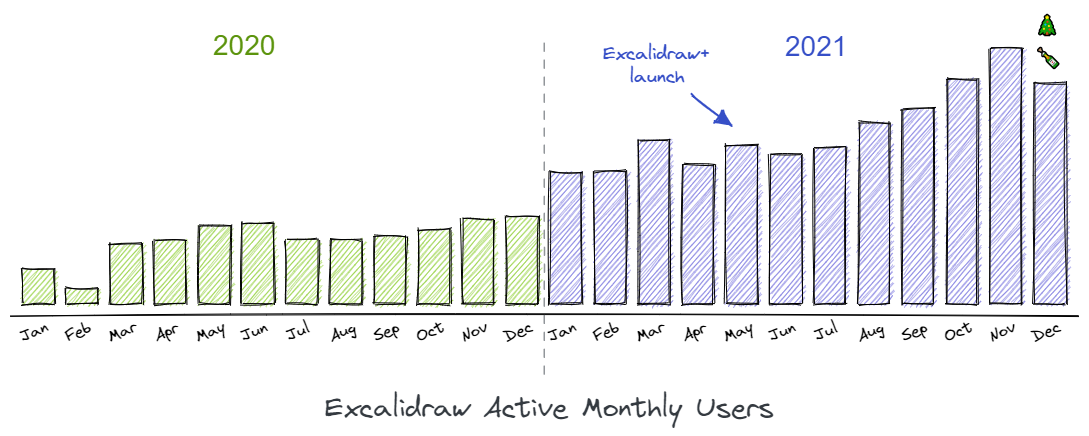 2020
2021
Excalidraw+
launch
Jan Feb Mar Apr May Jun Jul Aug Sep Oct Nov Dec Jan Feb Mar Apr May Jun Jul Aug Sep Oct Nov Dec
Excalidraw Active Monthly Users